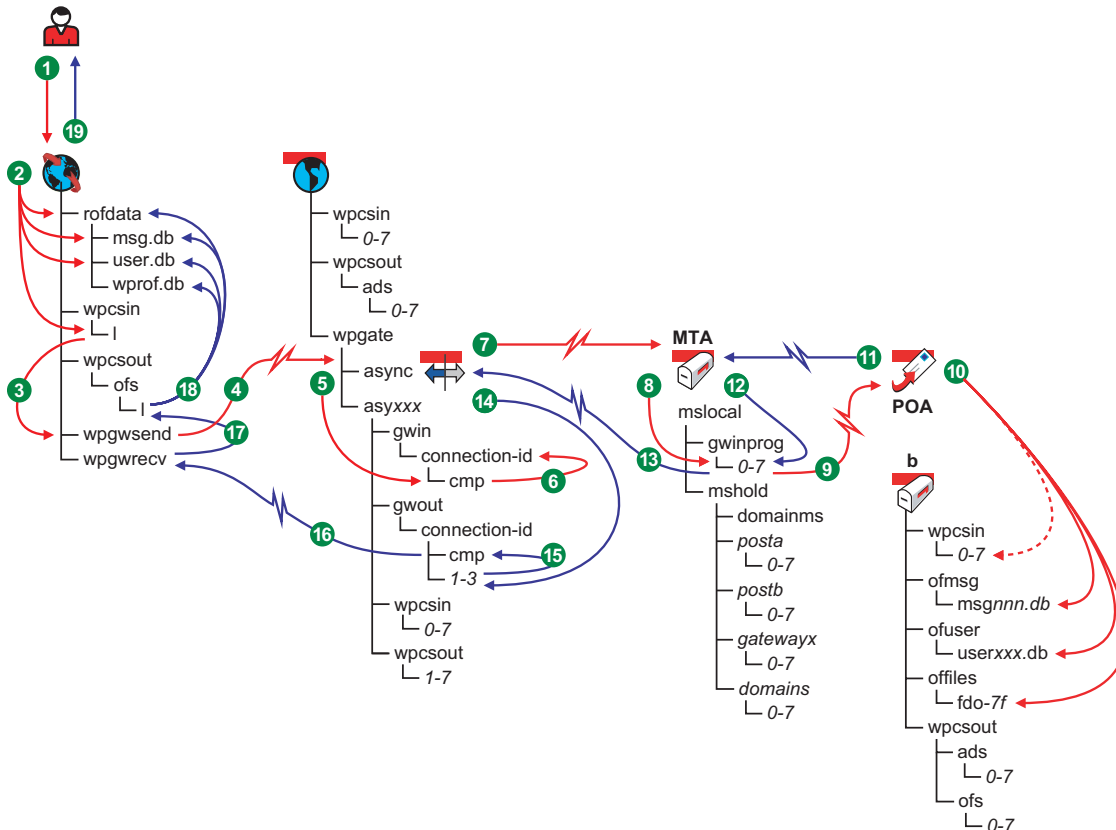 1
19
2
rofdata
msg.db
user.db
wprof.db
wpcsin
l
wpcsout
ofs
l
18
3
4
wpgwsend
17
wpgwrecv
16
wpcsin
0-7
wpcsout
ads
0-7
wpgate
async
asyxxx
5
gwin
connection-id
cmp
6
gwout
connection-id
cmp
15
1-3
wpcsin
0-7
wpcsout
1-7
7
14
13
MTA
8
12
mslocal
gwinprog
0-7
9
mshold
domainms
posta
0-7
postb
0-7
gatewayx
0-7
domains
0-7
11
10
POA
b
wpcsin
0-7
ofmsg
msgnnn.db
ofuser
userxxx.db
offiles
fdo-7f
wpcsout
ads
0-7
ofs
0-7